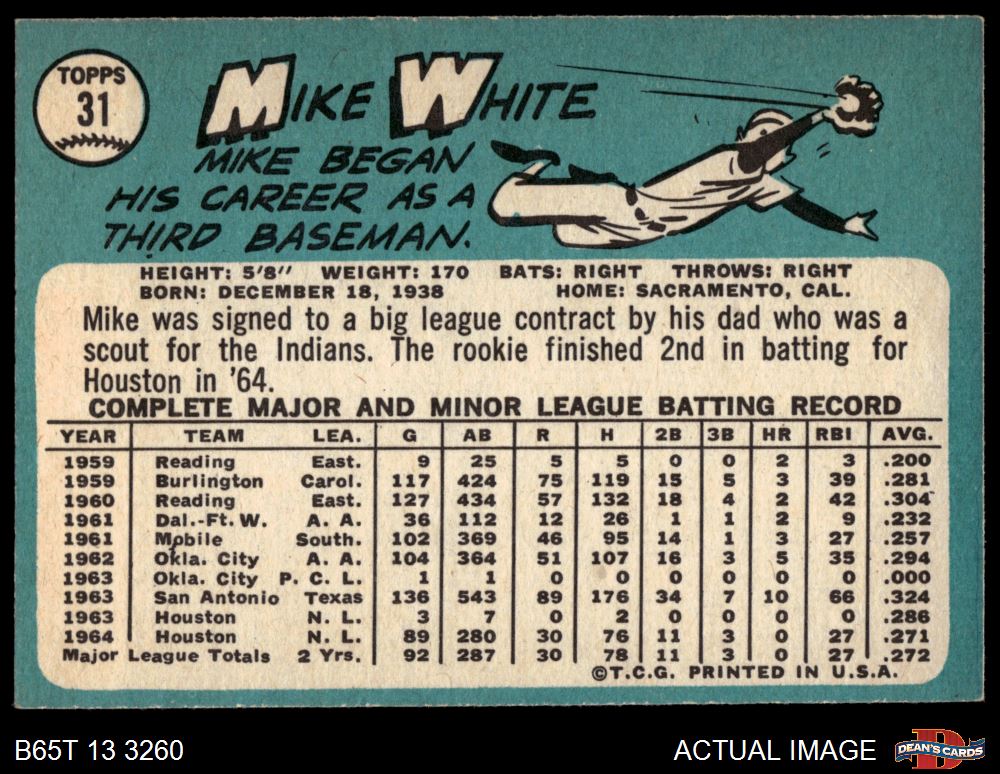 TOPPS
31
MIKE WHITE
MIKE BEGAN
HIS CAREER AS A
THIRD BASEMAN.
HEIGHT: 5'8" WEIGHT: 170 BATS: RIGHT THROWS: RIGHT
BORN: DECEMBER 18, 1938 HOME: SACRAMENTO, CAL.
Mike was signed to a big league contract by his dad who was a
scout for the Indians. The rookie finished 2nd in batting for
Houston in '64.
COMPLETE MAJOR AND MINOR LEAGUE BATTING RECORD
YEAR TEAM LEA. G AB R H 2B 3B HR RBI AVG.
1959 Reading East. 9 25 5 5 0 0 2 3 .200
1959 Burlington Carol. 117 424 75 119 15 5 3 39 .281
1960 Reading East. 127 434 57 132 18 4 2 42 .304
1961 Dal.-Ft. W. A. A. 36 112 12 26 1 1 2 9 .232
1961 Mobile South. 102 369 46 95 14 1 3 27 .257
1962 Okla. City A. A. 104 364 51 107 16 3 5 35 .294
1963 Okla. City P. C. L. 1 1 0 0 0 0 0 0 .000
1963 San Antonio Texas 136 543 89 176 34 7 10 66 .324
1963 Houston N. L. 3 7 0 2 0 0 0 0 .286
1964 Houston N. L. 89 280 30 76 11 3 0 27 .271
Major League Totals 2 Yrs. 92 287 30 78 11 3 0 27 .272
©T.C.G. PRINTED IN U.S.A.
B65T 13 3260 ACTUAL IMAGE DEAN'S CARDS